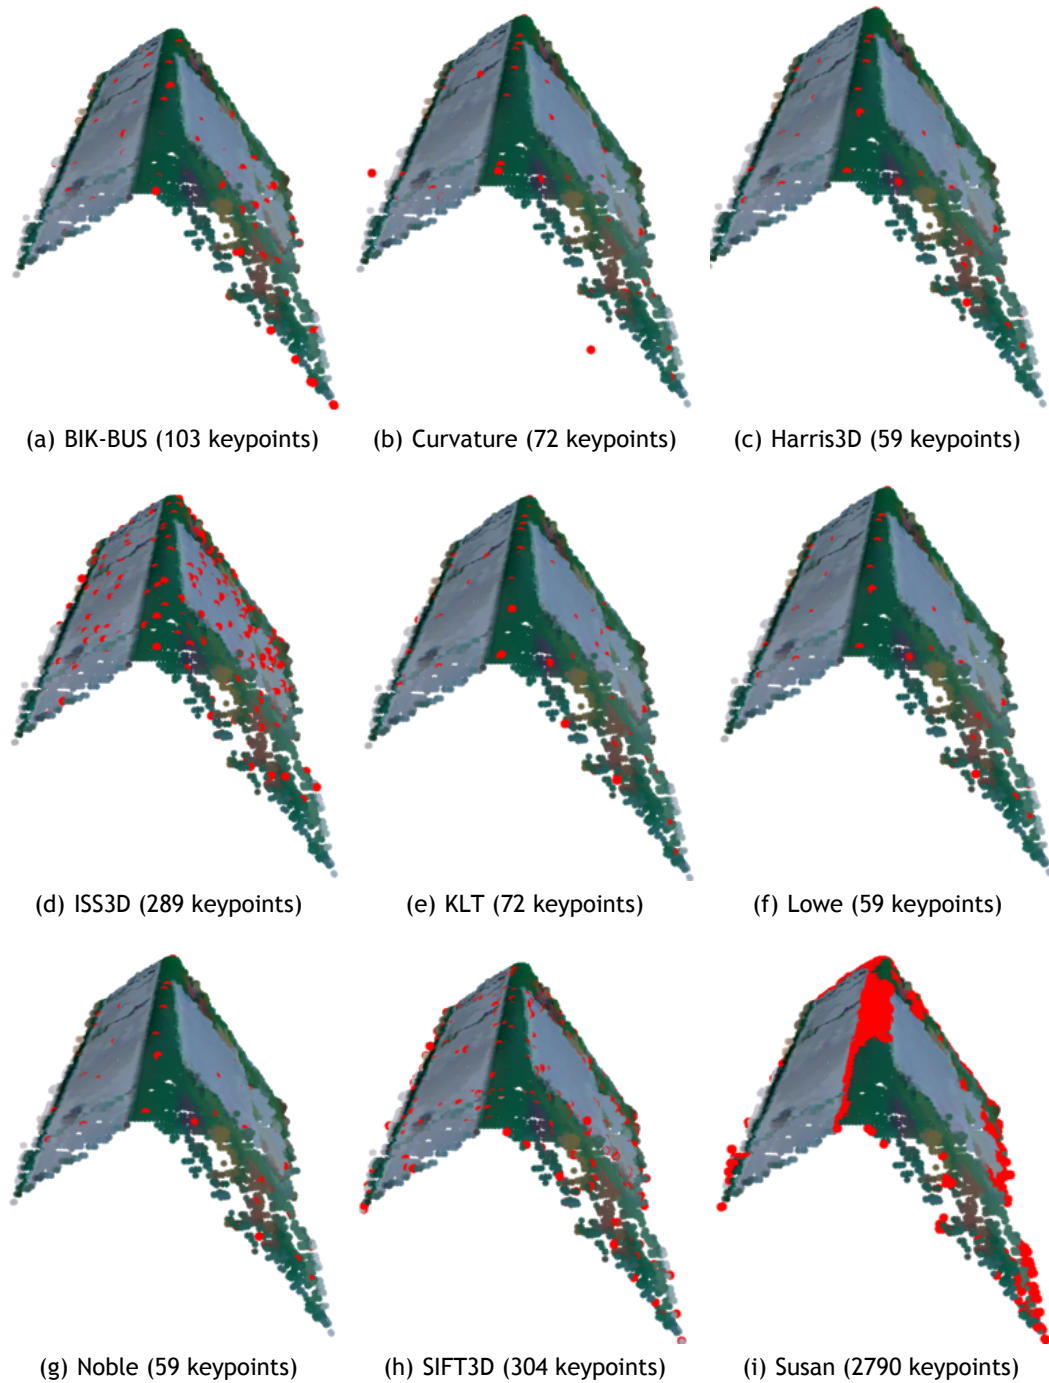 (a) BIK-BUS (103 keypoints)
(b) Curvature (72 keypoints)
(c) Harris3D (59 keypoints)
(d) ISS3D (289 keypoints)
(e) KLT (72 keypoints)
(f) Lowe (59 keypoints)
(g) Noble (59 keypoints)
(h) SIFT3D (304 keypoints)
(i) Susan (2790 keypoints)